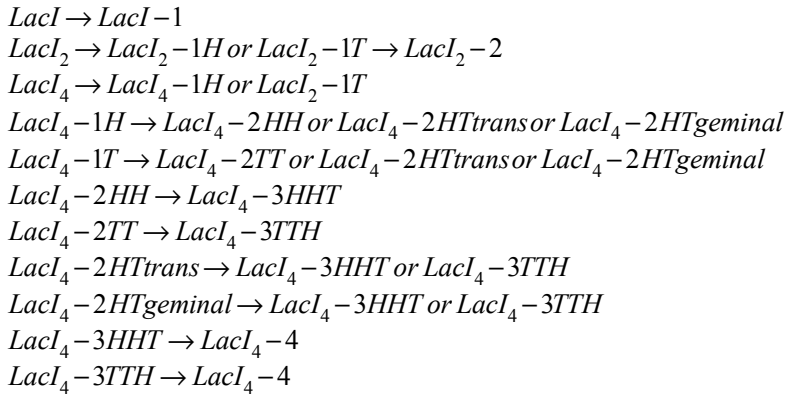 LacI → LacI − 1
LacI₂ → LacI₂ − 1H or LacI₂ − 1T → LacI₂ − 2
LacI₄ → LacI₄ − 1H or LacI₂ − 1T
LacI₄ − 1H → LacI₄ − 2HH or LacI₄ − 2HTtrans or LacI₄ − 2HTgeminal
LacI₄ − 1T → LacI₄ − 2TT or LacI₄ − 2HTtrans or LacI₄ − 2HTgeminal
LacI₄ − 2HH → LacI₄ − 3HHT
LacI₄ − 2TT → LacI₄ − 3TTH
LacI₄ − 2HTtrans → LacI₄ − 3HHT or LacI₄ − 3TTH
LacI₄ − 2HTgeminal → LacI₄ − 3HHT or LacI₄ − 3TTH
LacI₄ − 3HHT → LacI₄ − 4
LacI₄ − 3TTH → LacI₄ − 4